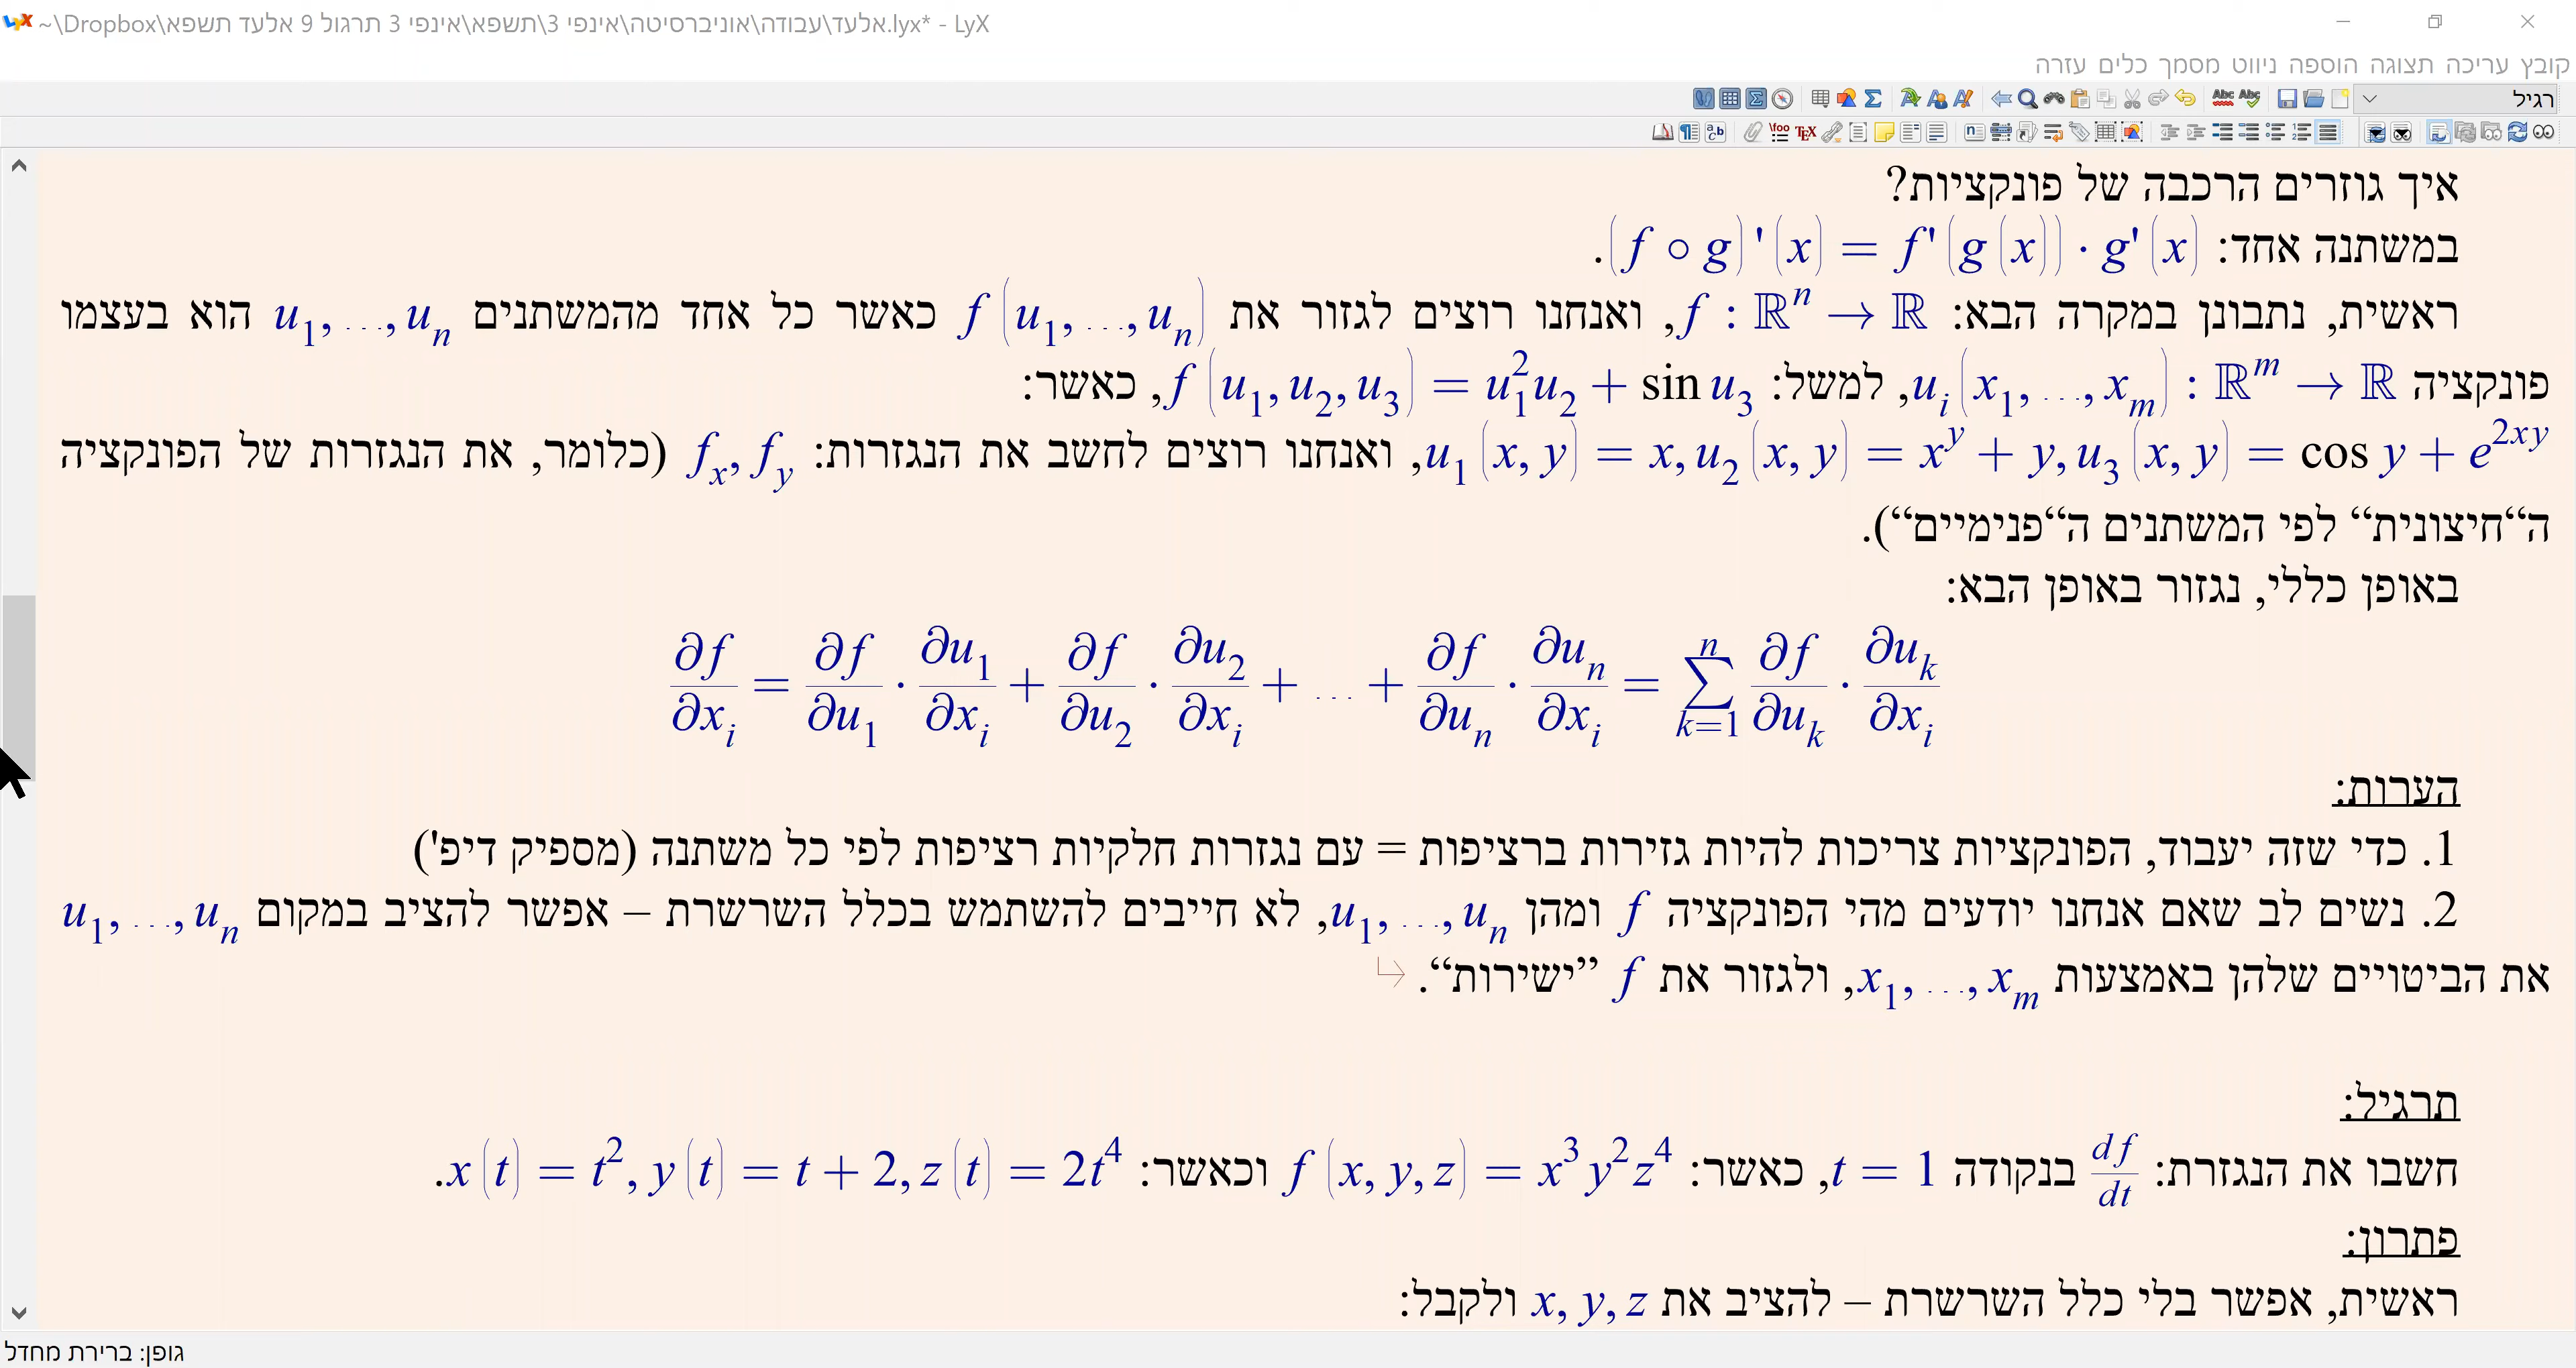 ~\Dropbox\אלעד\עבודה\אוניברסיטה\אינפי 3\תשפא\אינפי 3 תרגול 9 אלעד תשפא.lyx* - LyX
קובץ עריכה תצוגה הוספה ניווט מסמך כלים עזרה
רגיל
איך גוזרים הרכבה של פונקציות?
במשתנה אחד: (f ∘ g)'(x) = f'(g(x)) · g'(x).
ראשית, נתבונן במקרה הבא: f : ℝ^n → ℝ, ואנחנו רוצים לגזור את f(u_1, …, u_n) כאשר כל אחד מהמשתנים u_1, …, u_n הוא בעצמו
פונקציה u_i(x_1, …, x_m) : ℝ^m → ℝ, למשל: f(u_1, u_2, u_3) = u_1^2 u_2 + sin u_3, כאשר:
u_1(x, y) = x, u_2(x, y) = x^y + y, u_3(x, y) = cos y + e^{2xy}, ואנחנו רוצים לחשב את הנגזרות: f_x, f_y (כלומר, את הנגזרות של הפונקציה
ה“חיצונית“ לפי המשתנים ה“פנימיים“).
באופן כללי, נגזור באופן הבא:
∂f/∂x_i = ∂f/∂u_1 · ∂u_1/∂x_i + ∂f/∂u_2 · ∂u_2/∂x_i + … + ∂f/∂u_n · ∂u_n/∂x_i = ∑_{k=1}^{n} ∂f/∂u_k · ∂u_k/∂x_i
הערות:
1. כדי שזה יעבוד, הפונקציות צריכות להיות גזירות ברציפות = עם נגזרות חלקיות רציפות לפי כל משתנה (מספיק דיפ')
2. נשים לב שאם אנחנו יודעים מהי הפונקציה f ומהן u_1, …, u_n, לא חייבים להשתמש בכלל השרשרת – אפשר להציב במקום u_1, …, u_n
את הביטויים שלהן באמצעות x_1, …, x_m, ולגזור את f ”ישירות“.
תרגיל:
חשבו את הנגזרת: df/dt בנקודה t = 1, כאשר: f(x, y, z) = x^3 y^2 z^4 וכאשר: x(t) = t^2, y(t) = t + 2, z(t) = 2t^4.
פתרון:
ראשית, אפשר בלי כלל השרשרת – להציב את x, y, z ולקבל:
גופן: ברירת מחדל